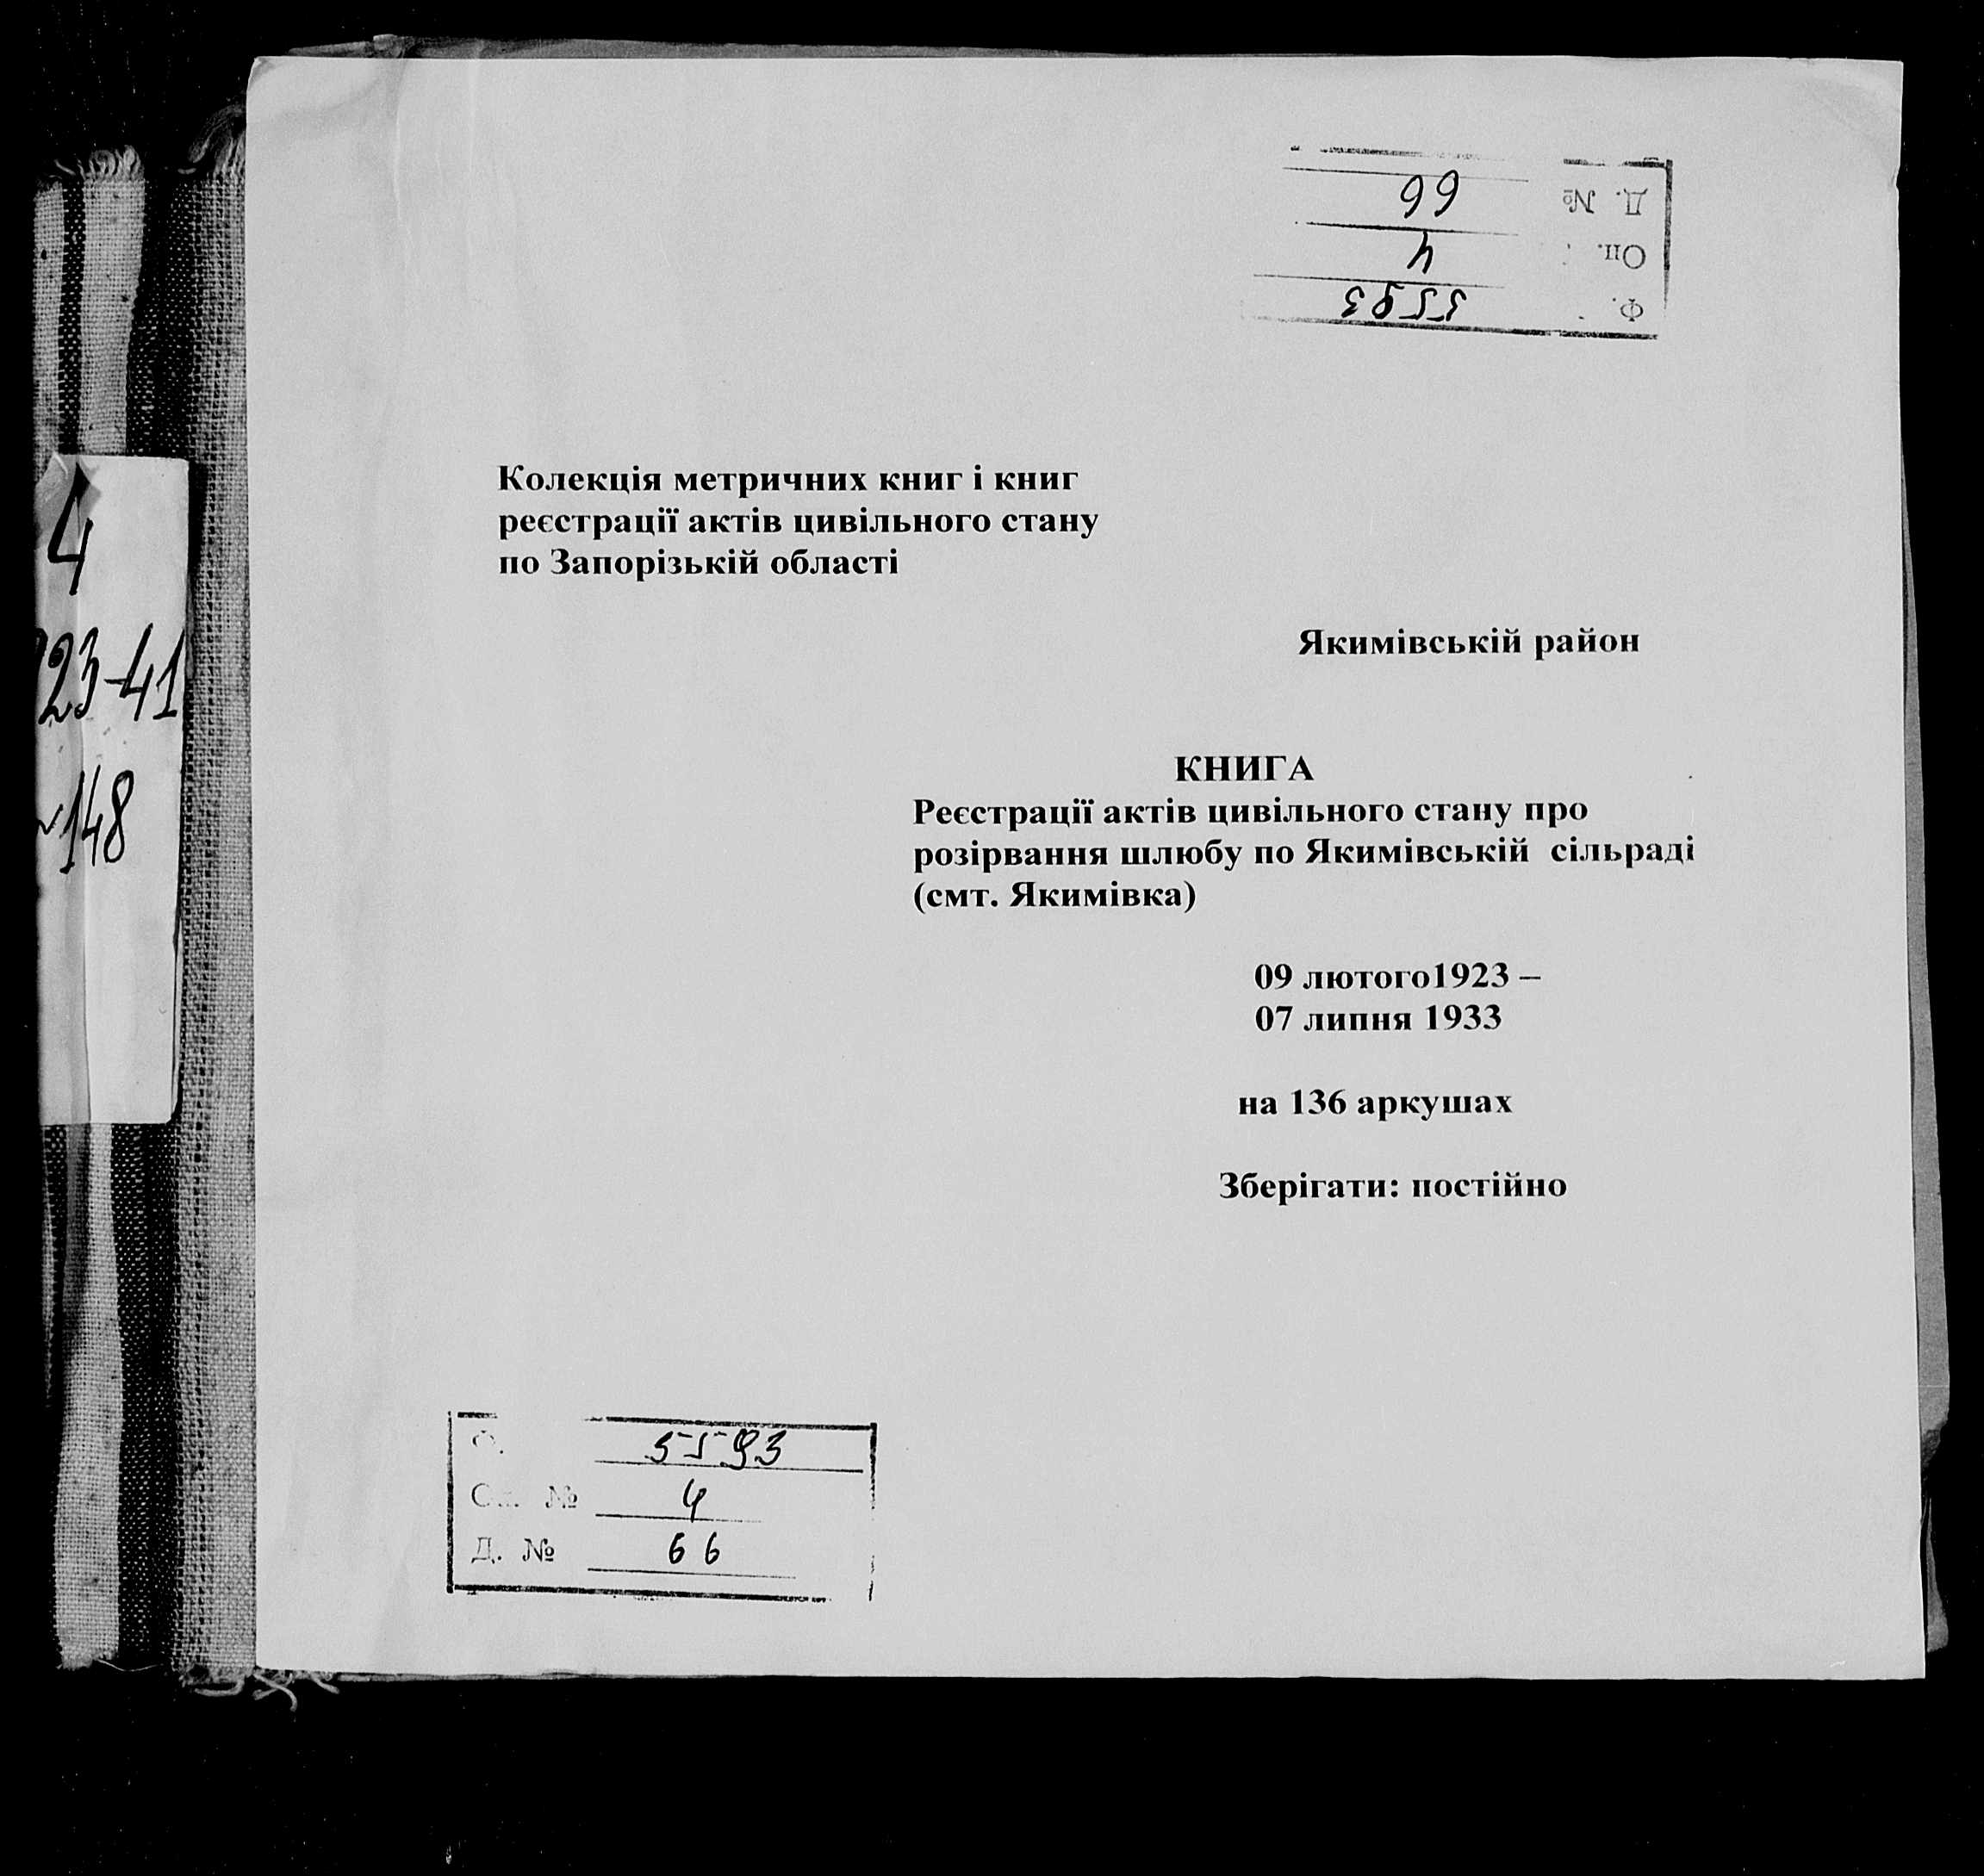 Д. № 66
Оп. 4
Ф. 5593
Колекція метричних книг і книг
реєстрації актів цивільного стану
по Запорізькій області
Якимівській район
4
23-41
148
КНИГА
Реєстрації актів цивільного стану про
розірвання шлюбу по Якимівській сільраді
(смт. Якимівка)
09 лютого1923 –
07 липня 1933
на 136 аркушах
Зберігати: постійно
Ф. 5593
Оп. № 4
Д. № 66